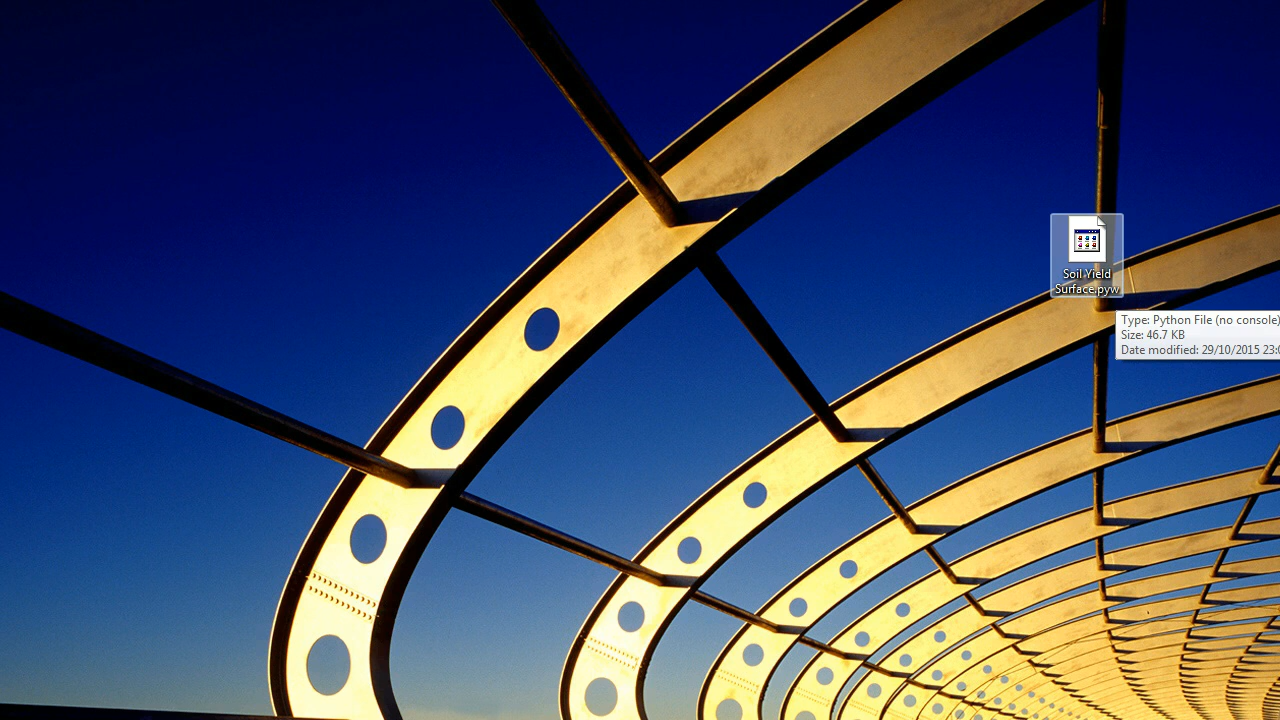 Soil Yield
Surface.pyw
Type: Python File (no console)
Size: 46.7 KB
Date modified: 29/10/2015